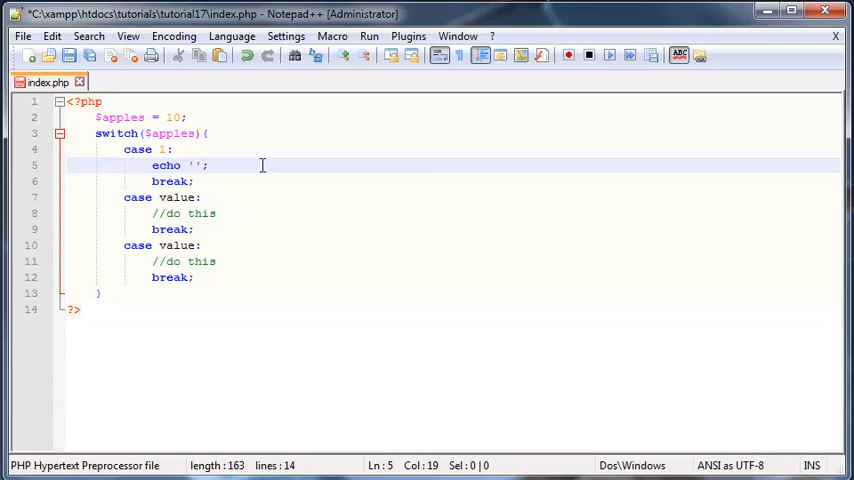 *C:\xampp\htdocs\tutorials\tutorial17\index.php - Notepad++ [Administrator]
File Edit Search View Encoding Language Settings Macro Run Plugins Window ? X
ABC
index.php
1 <?php
2 $apples = 10;
3 switch($apples){
4 case 1:
5 echo '';
6 break;
7 case value:
8 //do this
9 break;
10 case value:
11 //do this
12 break;
13 }
14 ?>
PHP Hypertext Preprocessor file length : 163 lines : 14 Ln : 5 Col : 19 Sel : 0 | 0 Dos\Windows ANSI as UTF-8 INS